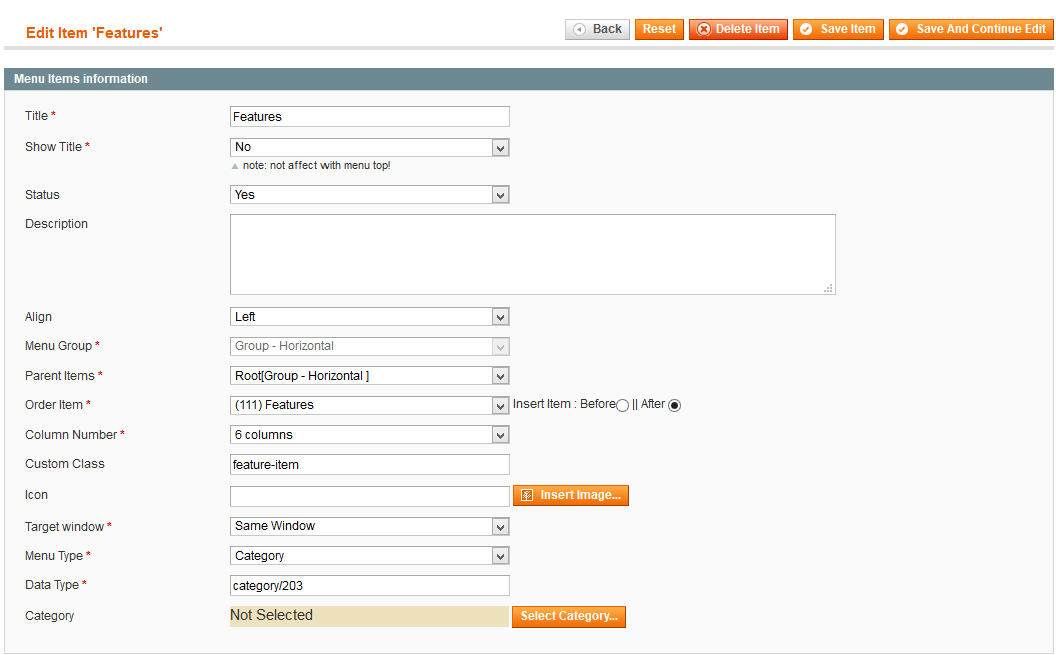 Edit Item 'Features'
Back Reset Delete Item Save Item Save And Continue Edit
Menu Items information
Title * Features
Show Title * No
note: not affect with menu top!
Status Yes
Description
Align Left
Menu Group * Group - Horizontal
Parent Items * Root[Group - Horizontal ]
Order Item * (111) Features Insert Item : Before || After
Column Number * 6 columns
Custom Class feature-item
Icon Insert Image...
Target window * Same Window
Menu Type * Category
Data Type * category/203
Category Not Selected Select Category...